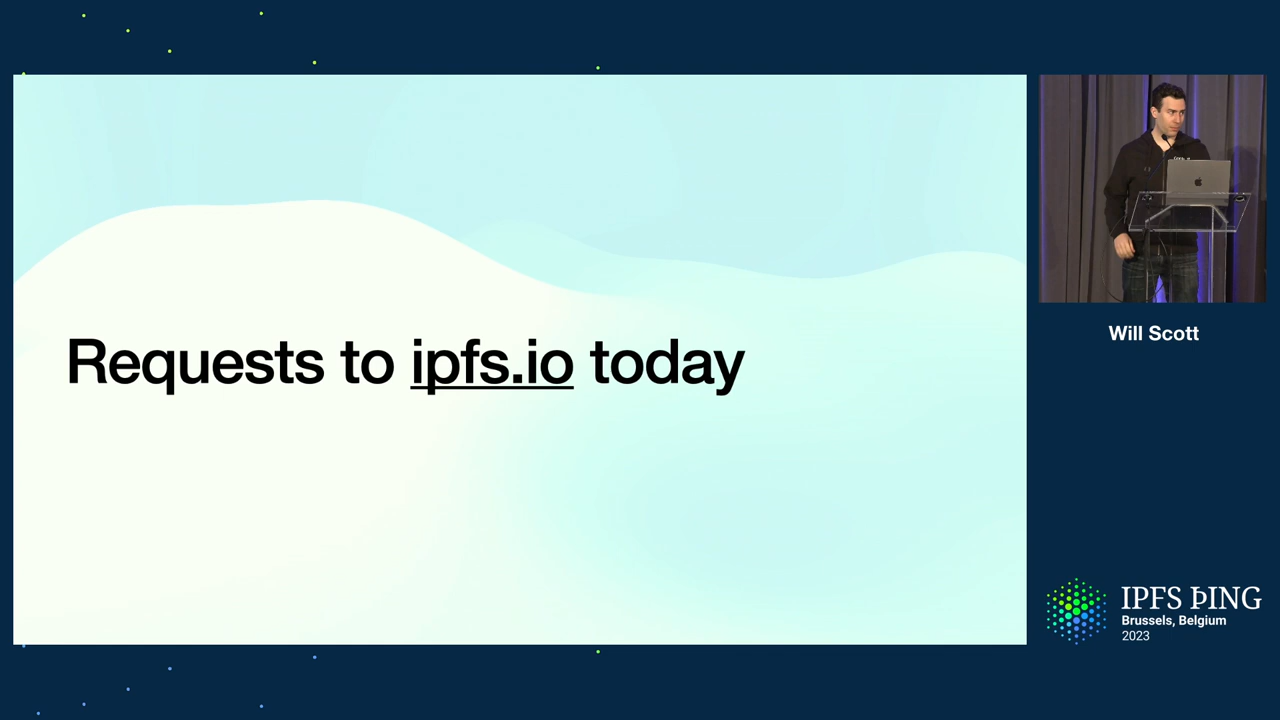 Requests to ipfs.io today
Will Scott
IPFS ÞING
Brussels, Belgium
2023